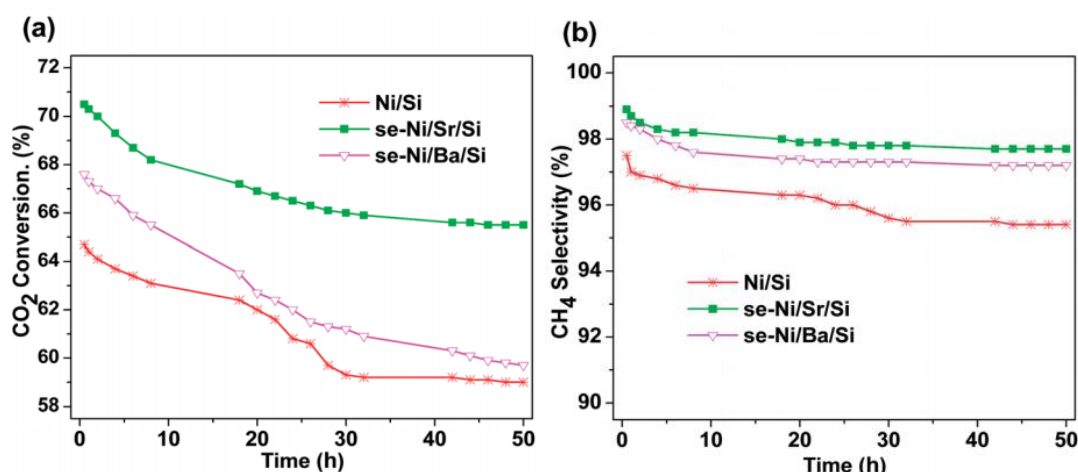 (a)
72
70
68
66
64
62
60
58
CO2 Conversion. (%)
Ni/Si
se-Ni/Sr/Si
se-Ni/Ba/Si
0 10 20 30 40 50
Time (h)
(b)
100
98
96
94
92
90
CH4 Selectivity (%)
Ni/Si
se-Ni/Sr/Si
se-Ni/Ba/Si
0 10 20 30 40 50
Time (h)